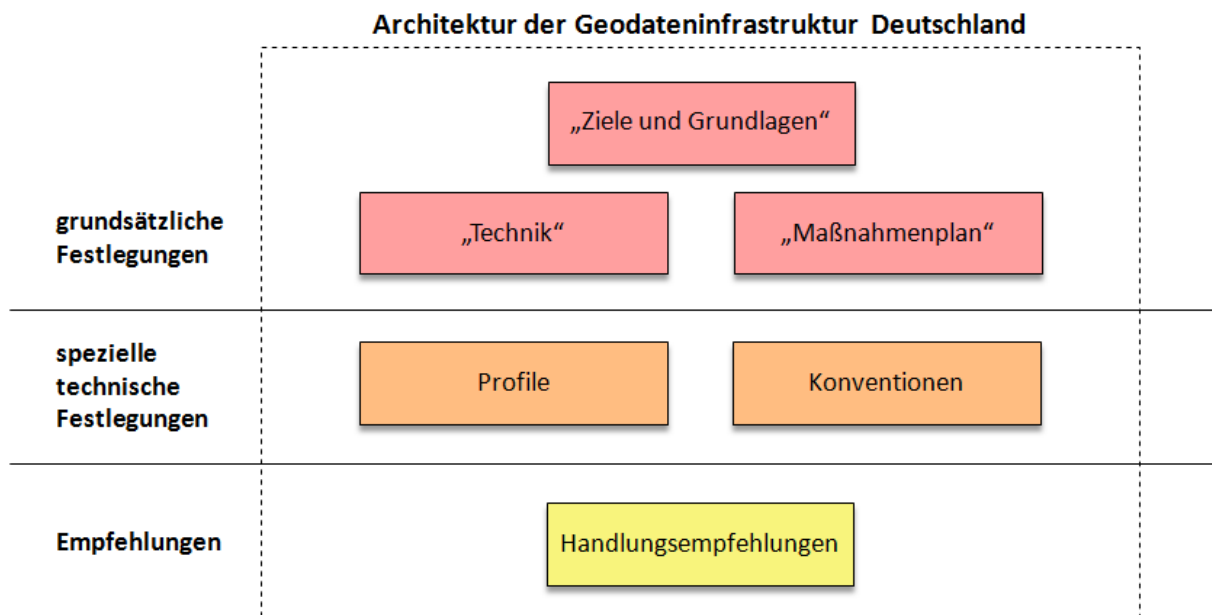 Architektur der Geodateninfrastruktur Deutschland
„Ziele und Grundlagen“
grundsätzliche
Festlegungen
„Technik“
„Maßnahmenplan“
spezielle
technische
Festlegungen
Profile
Konventionen
Empfehlungen
Handlungsempfehlungen